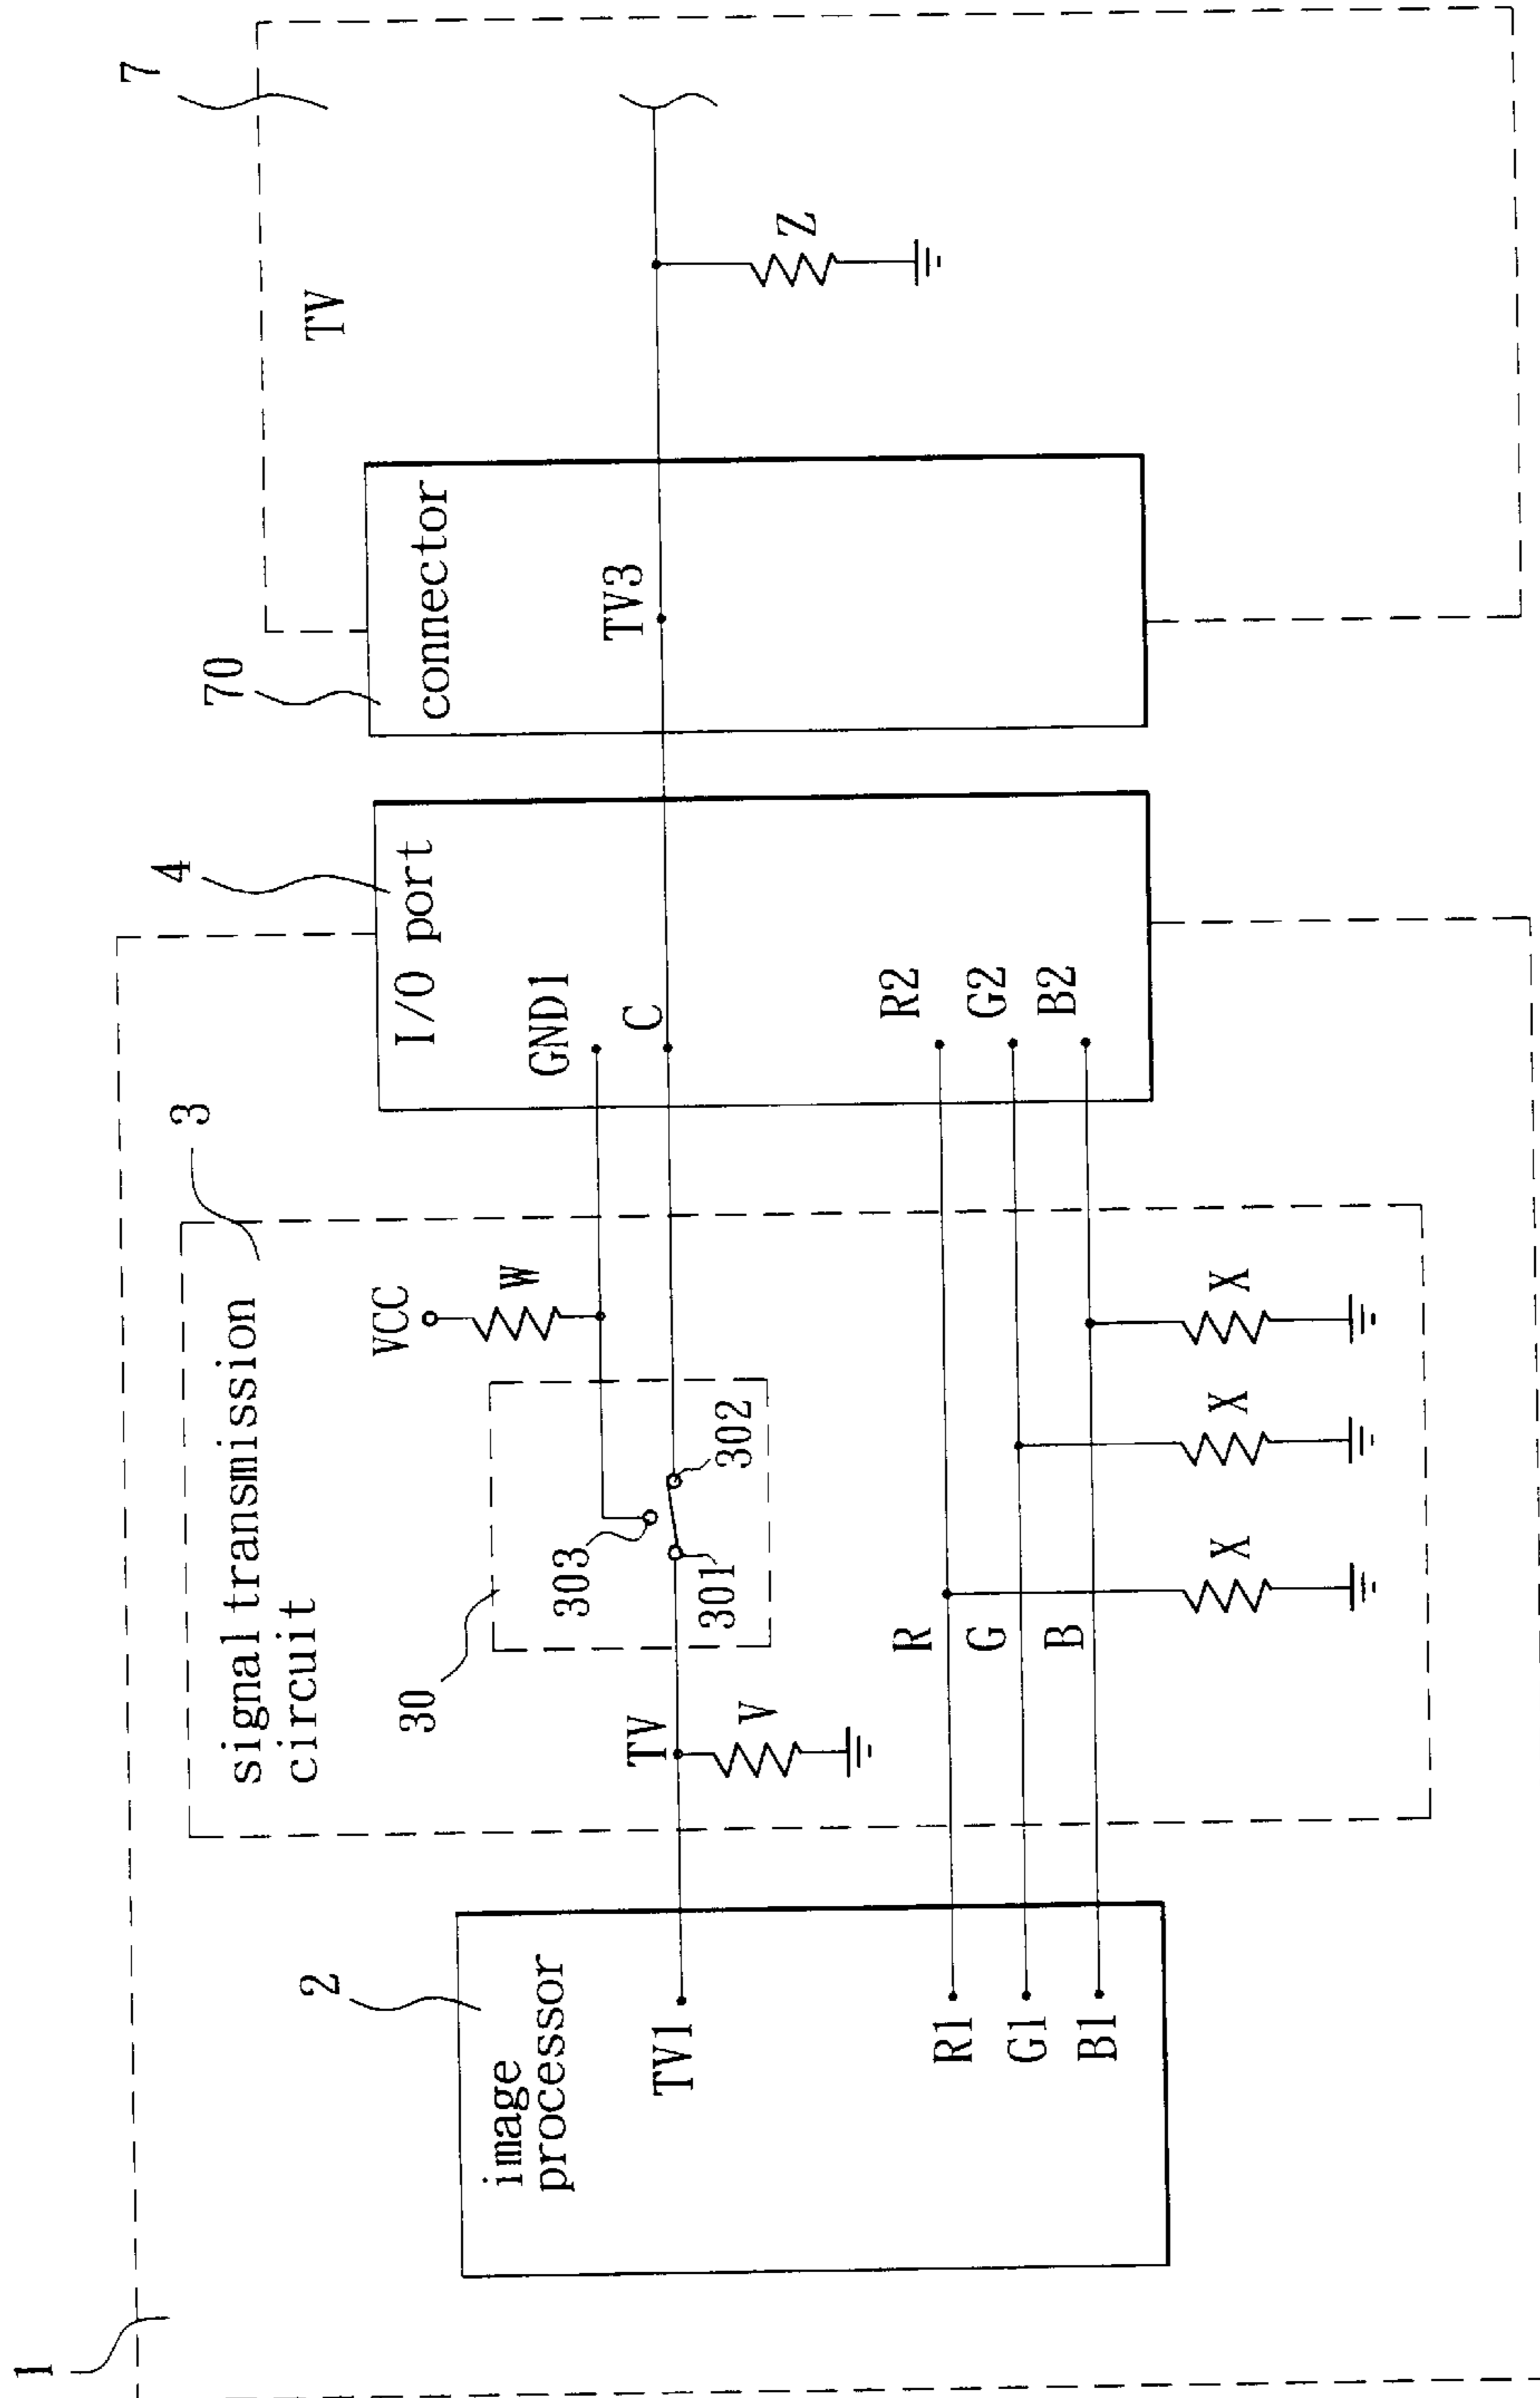 1
2
image
processor
TV1
R1
G1
B1
3
signal transmission
circuit
30
TV
V
303
301
302
VCC
W
R
G
B
X
X
X
4
I/O port
GND1
C
R2
G2
B2
70
connector
TV3
7
TV
Z